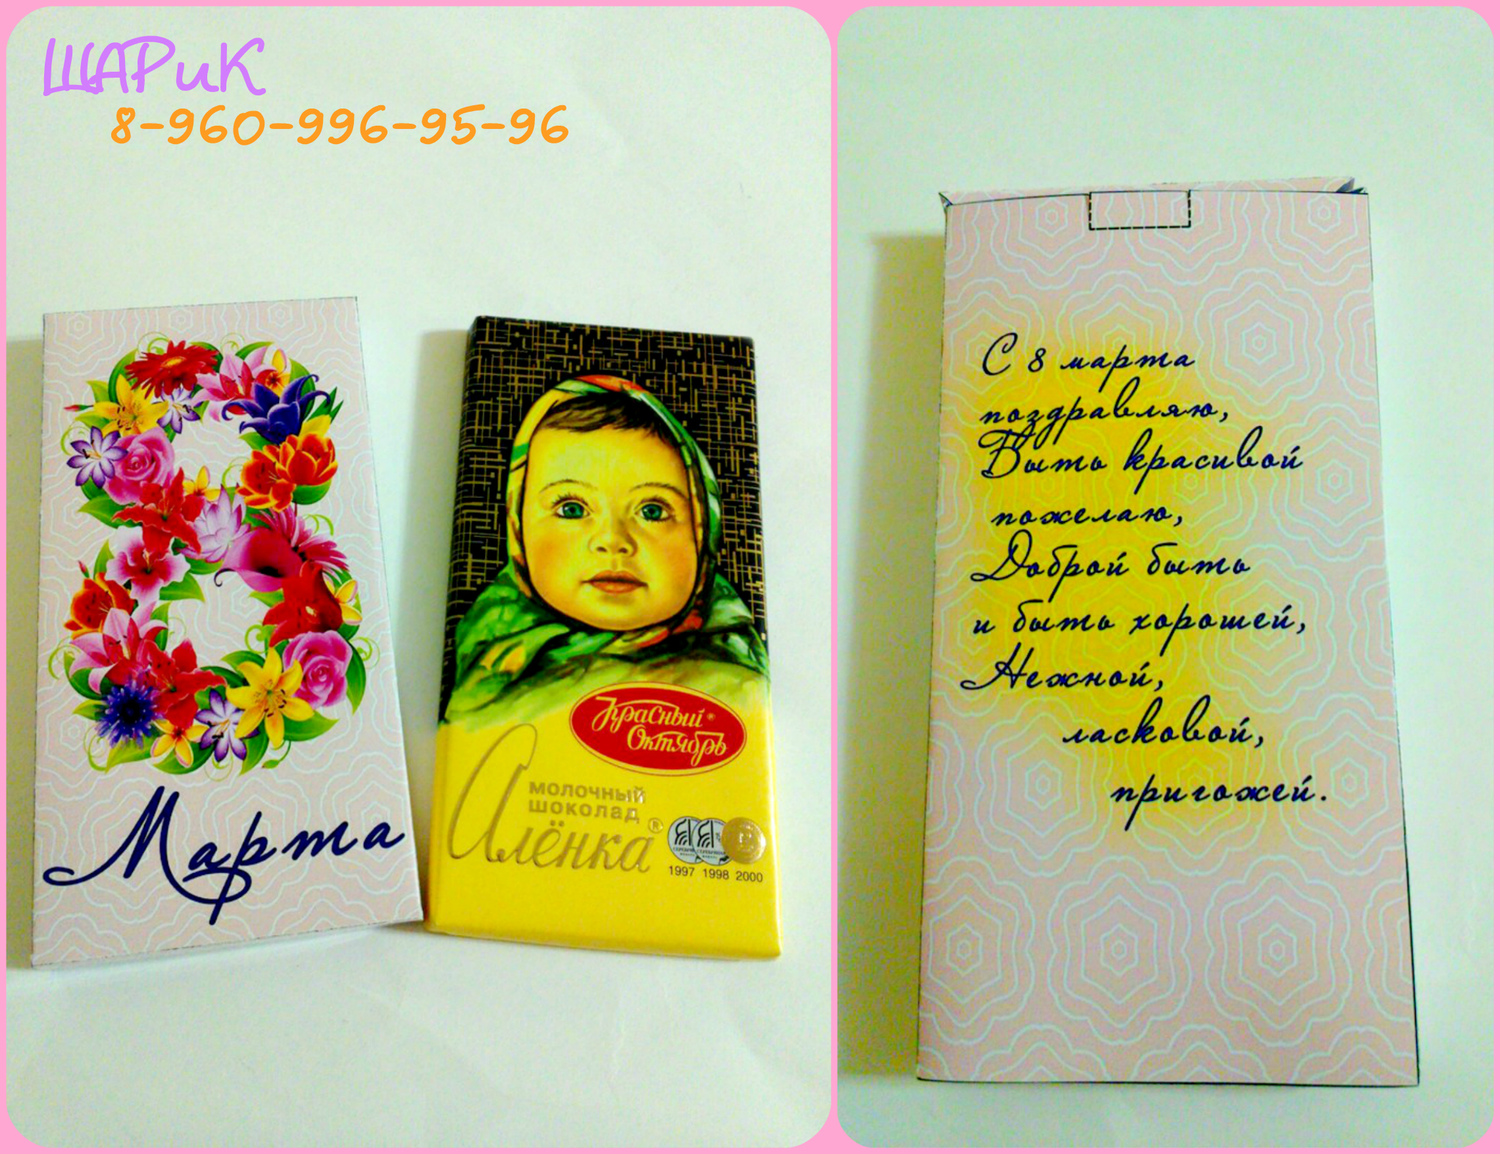 ШАРиК
8-960-996-95-96
8
Марта
Красный®
Октябрь
молочный
шоколад
Алёнка®
1997 1998 2000
С 8 марта
поздравляю,
Быть красивой
пожелаю,
Доброй быть
и быть хорошей,
Нежной,
ласковой,
пригожей.